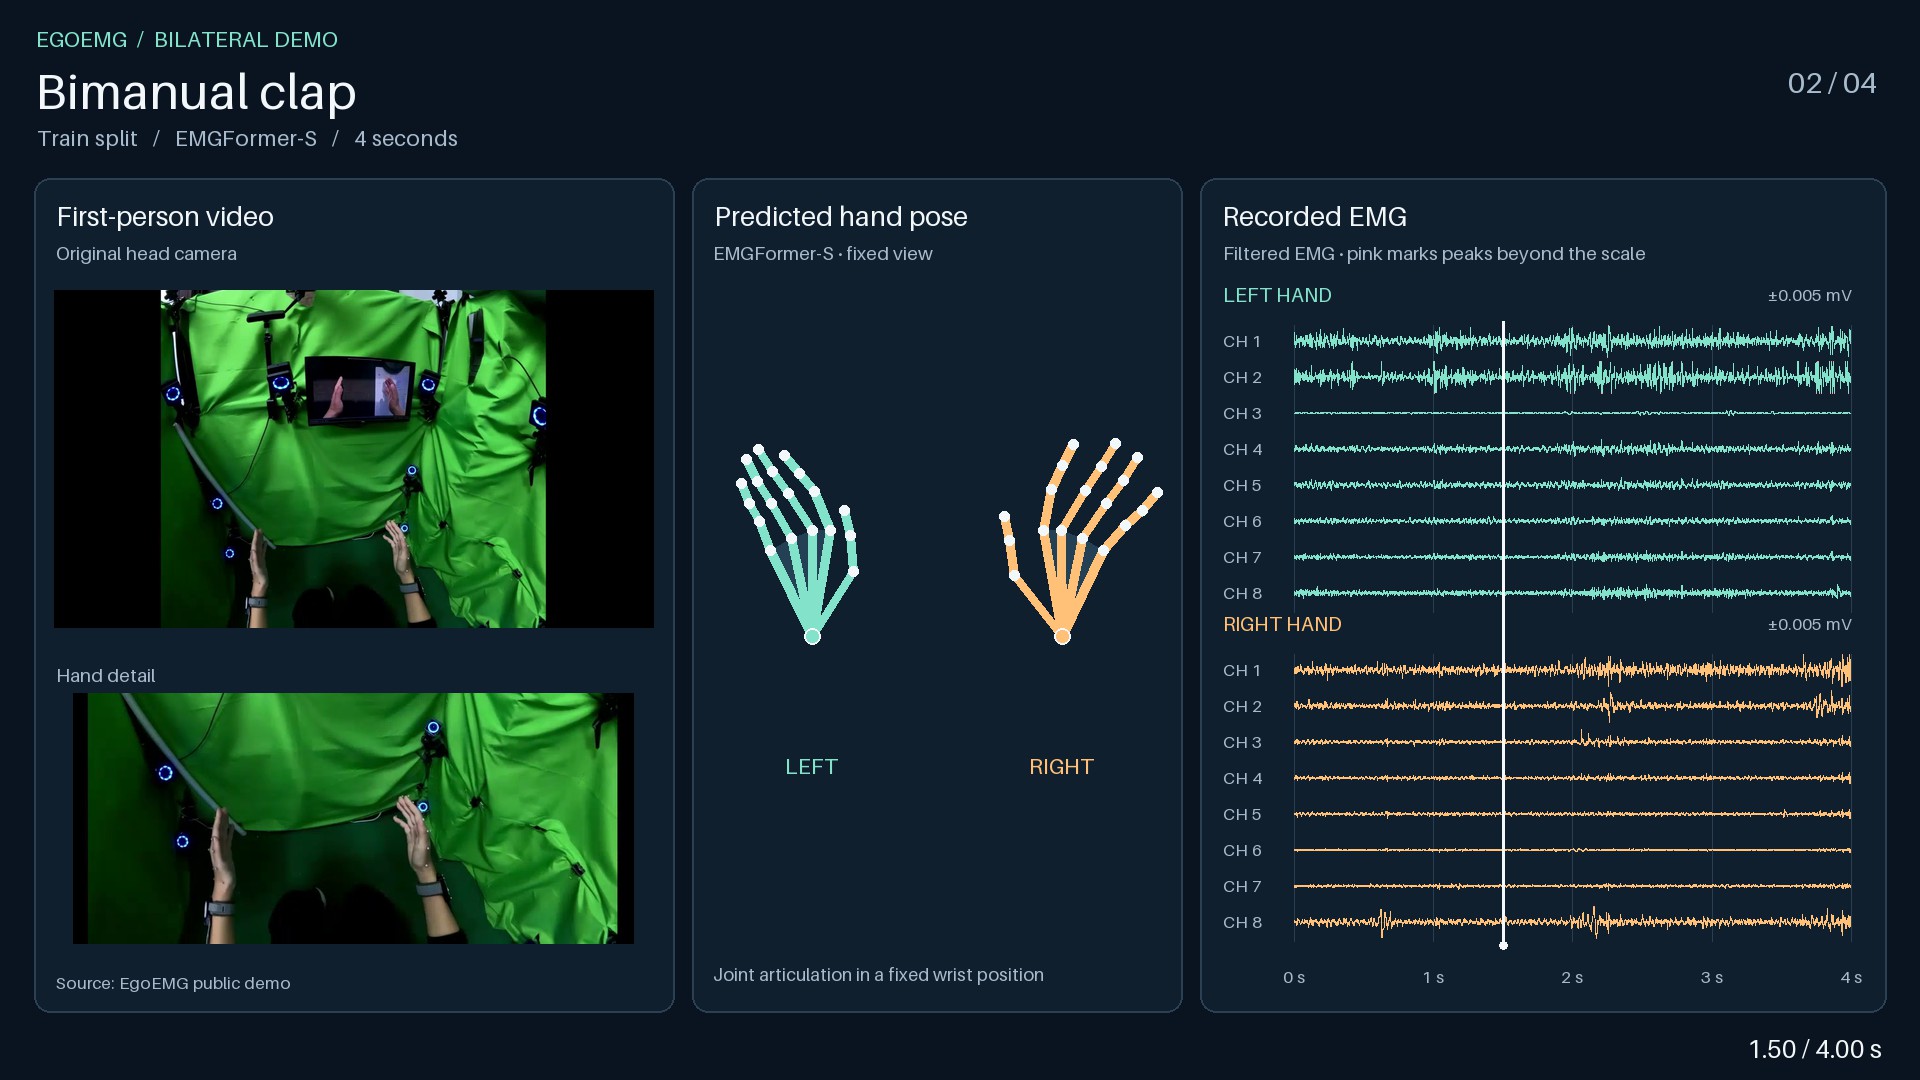 EGOEMG / BILATERAL DEMO
Bimanual clap
Train split / EMGFormer-S / 4 seconds
02 / 04
First-person video
Original head camera
Hand detail
Source: EgoEMG public demo
Predicted hand pose
EMGFormer-S · fixed view
LEFT
RIGHT
Joint articulation in a fixed wrist position
Recorded EMG
Filtered EMG · pink marks peaks beyond the scale
LEFT HAND
±0.005 mV
CH 1
CH 2
CH 3
CH 4
CH 5
CH 6
CH 7
CH 8
RIGHT HAND
±0.005 mV
CH 1
CH 2
CH 3
CH 4
CH 5
CH 6
CH 7
CH 8
0 s 1 s 2 s 3 s 4 s
1.50 / 4.00 s